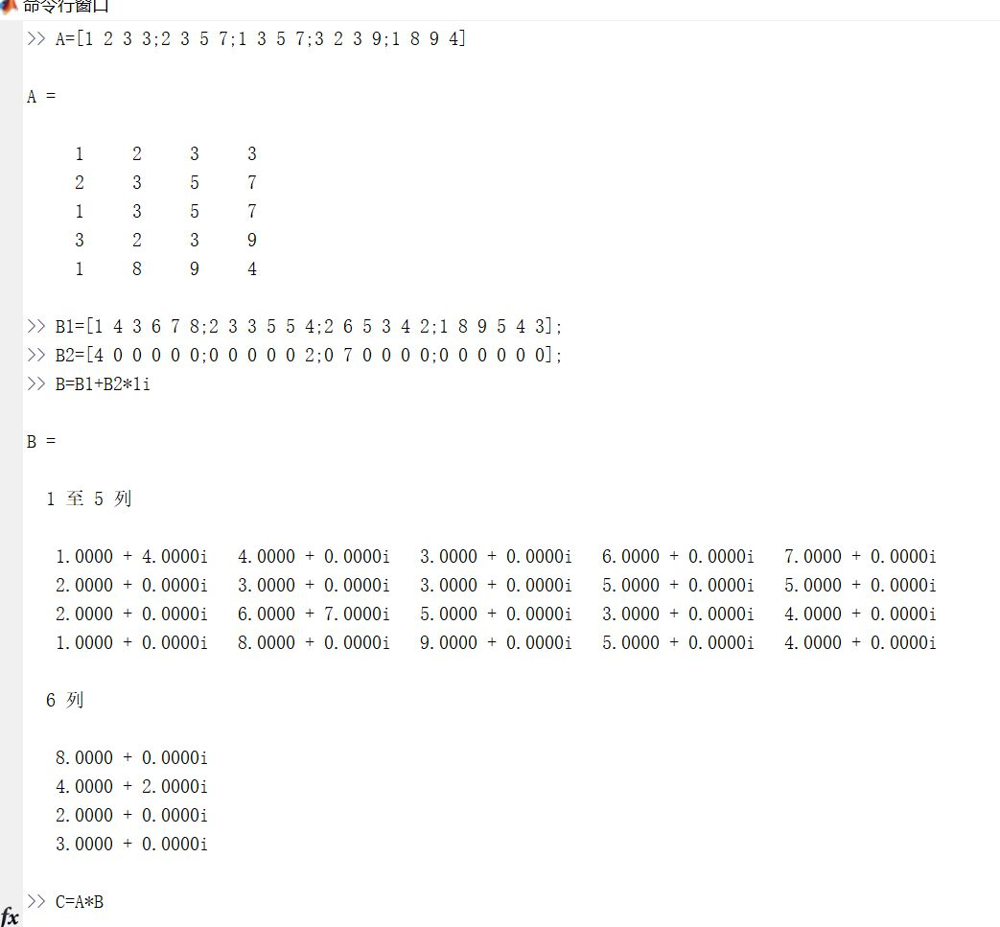 命令行窗口
>> A=[1 2 3 3;2 3 5 7;1 3 5 7;3 2 3 9;1 8 9 4]
A =
1 2 3 3
2 3 5 7
1 3 5 7
3 2 3 9
1 8 9 4
>> B1=[1 4 3 6 7 8;2 3 3 5 5 4;2 6 5 3 4 2;1 8 9 5 4 3];
>> B2=[4 0 0 0 0 0;0 0 0 0 0 2;0 7 0 0 0 0;0 0 0 0 0 0];
>> B=B1+B2*1i
B =
1 至 5 列
1.0000 + 4.0000i 4.0000 + 0.0000i 3.0000 + 0.0000i 6.0000 + 0.0000i 7.0000 + 0.0000i
2.0000 + 0.0000i 3.0000 + 0.0000i 3.0000 + 0.0000i 5.0000 + 0.0000i 5.0000 + 0.0000i
2.0000 + 0.0000i 6.0000 + 7.0000i 5.0000 + 0.0000i 3.0000 + 0.0000i 4.0000 + 0.0000i
1.0000 + 0.0000i 8.0000 + 0.0000i 9.0000 + 0.0000i 5.0000 + 0.0000i 4.0000 + 0.0000i
6 列
8.0000 + 0.0000i
4.0000 + 2.0000i
2.0000 + 0.0000i
3.0000 + 0.0000i
fx >> C=A*B